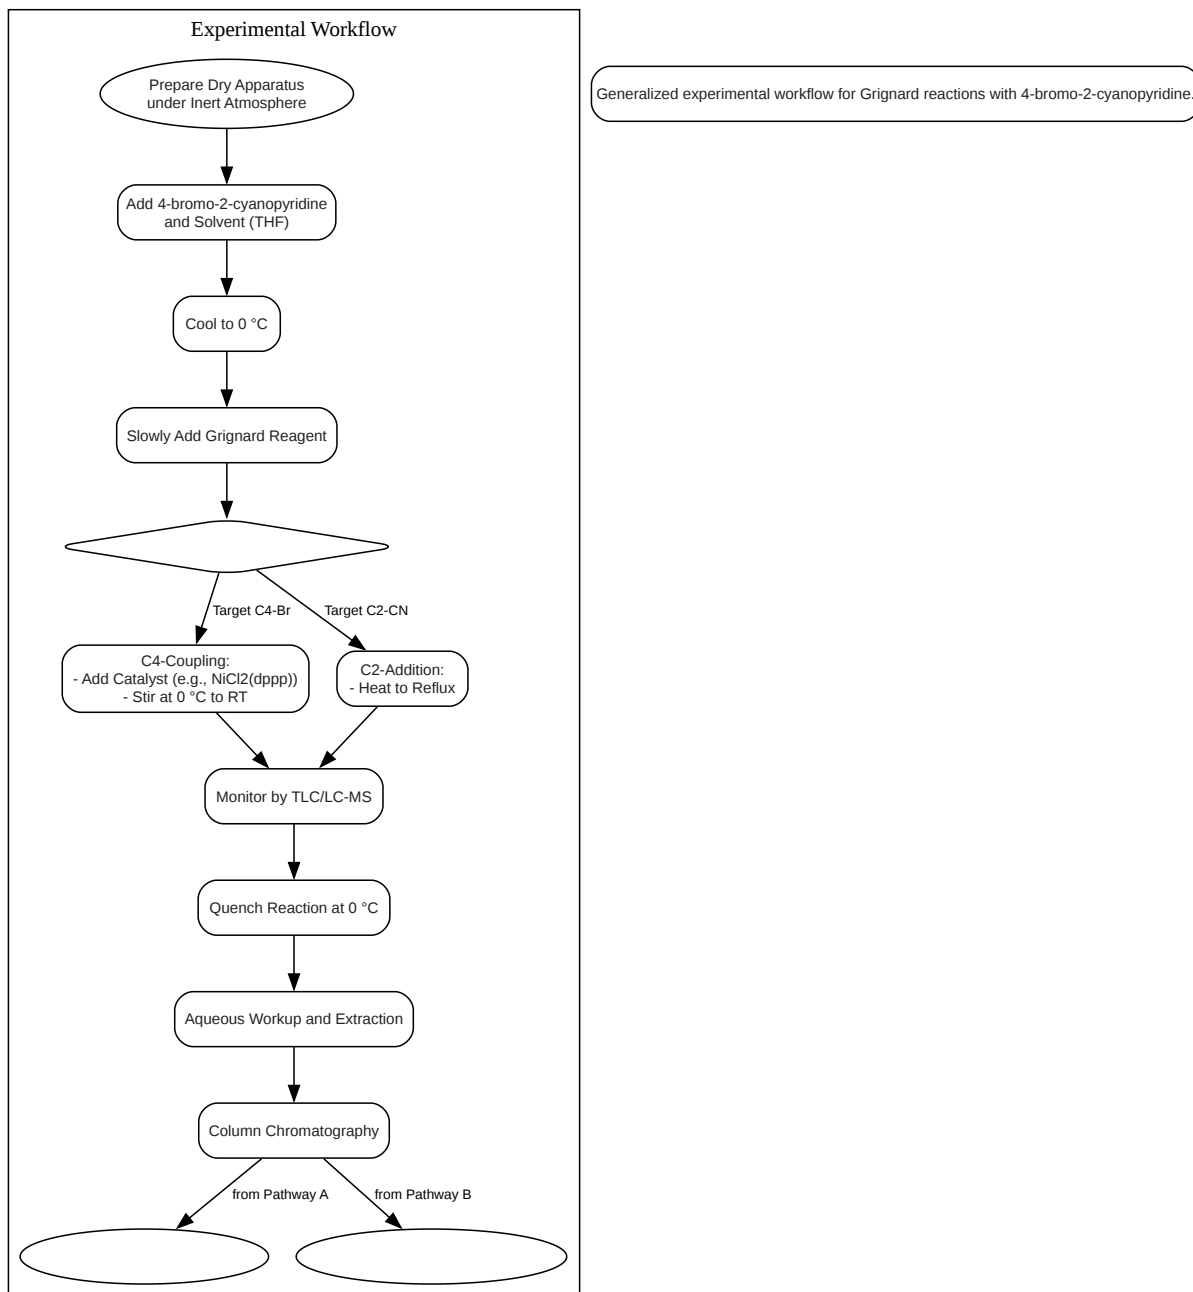 Experimental Workflow
Prepare Dry Apparatus
under Inert Atmosphere
Generalized experimental workflow for Grignard reactions with 4-bromo-2-cyanopyridine.
Add 4-bromo-2-cyanopyridine
and Solvent (THF)
Cool to 0 °C
Slowly Add Grignard Reagent
Target C4-Br
Target C2-CN
C4-Coupling:
- Add Catalyst (e.g., NiCl2(dppp))
- Stir at 0 °C to RT
C2-Addition:
- Heat to Reflux
Monitor by TLC/LC-MS
Quench Reaction at 0 °C
Aqueous Workup and Extraction
Column Chromatography
from Pathway A
from Pathway B